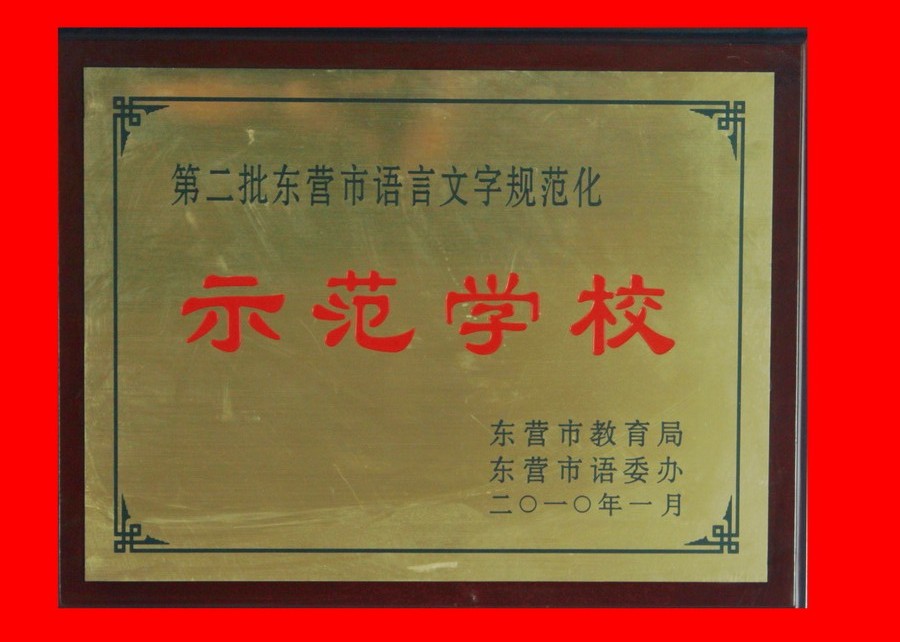 第二批东营市语言文字规范化
示范学校
东营市教育局
东营市语委办
二〇一〇年一月